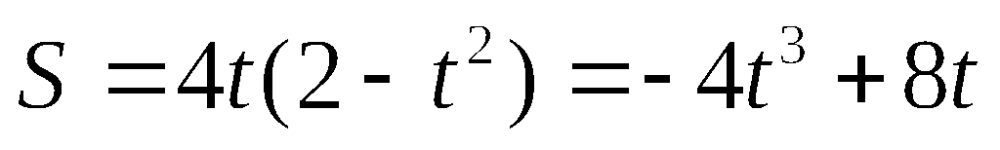 S = 4t(2 - t²) = - 4t³ + 8t